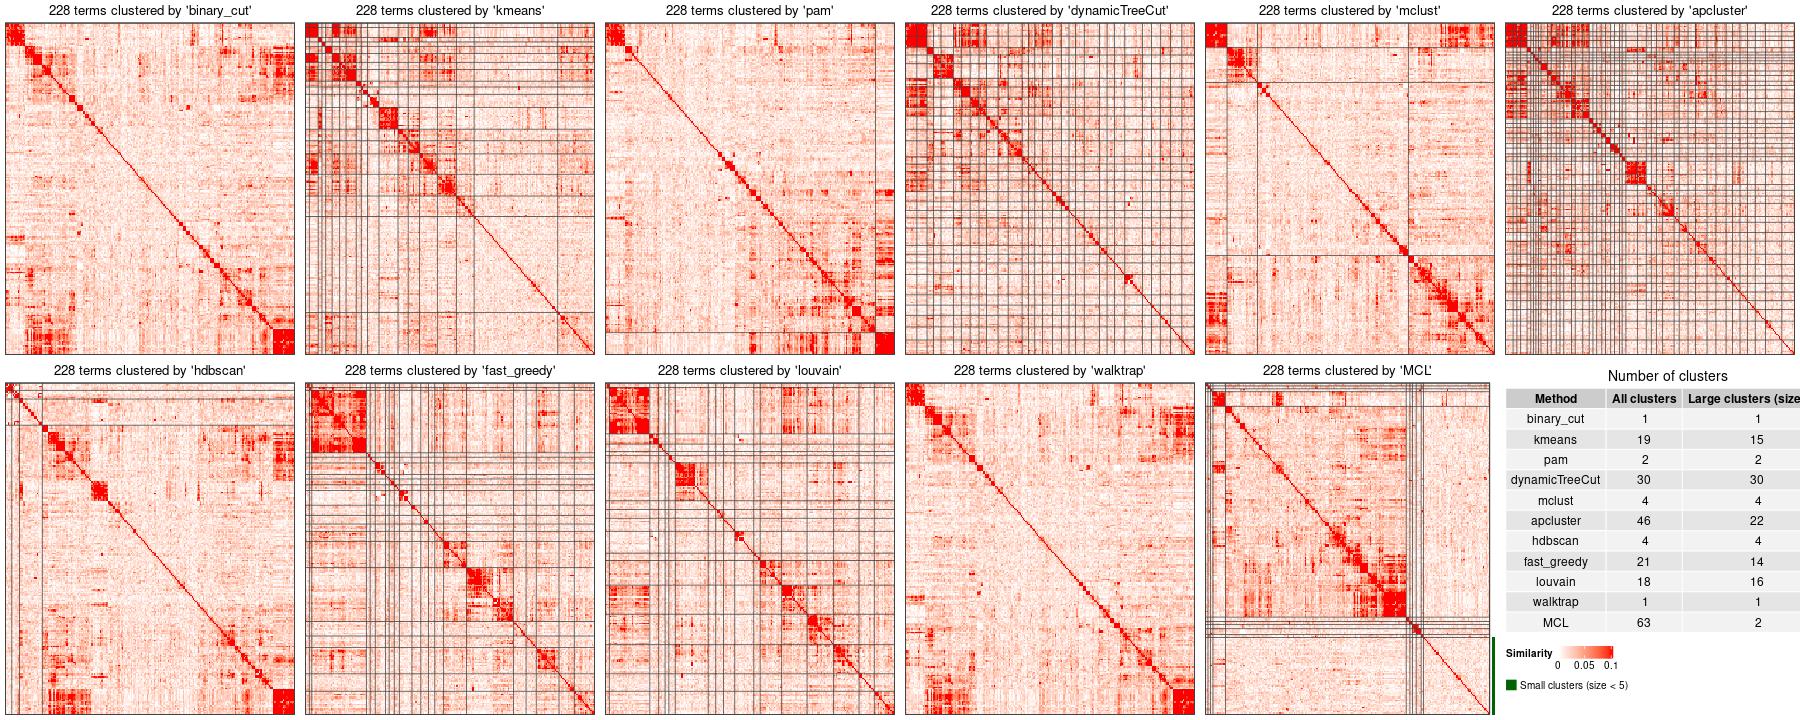 228 terms clustered by 'binary_cut'
228 terms clustered by 'kmeans'
228 terms clustered by 'pam'
228 terms clustered by 'dynamicTreeCut'
228 terms clustered by 'mclust'
228 terms clustered by 'apcluster'
228 terms clustered by 'hdbscan'
228 terms clustered by 'fast_greedy'
228 terms clustered by 'louvain'
228 terms clustered by 'walktrap'
228 terms clustered by 'MCL'
Number of clusters
Method All clusters Large clusters (size
binary_cut 1 1
kmeans 19 15
pam 2 2
dynamicTreeCut 30 30
mclust 4 4
apcluster 46 22
hdbscan 4 4
fast_greedy 21 14
louvain 18 16
walktrap 1 1
MCL 63 2
Similarity
0 0.05 0.1
Small clusters (size < 5)